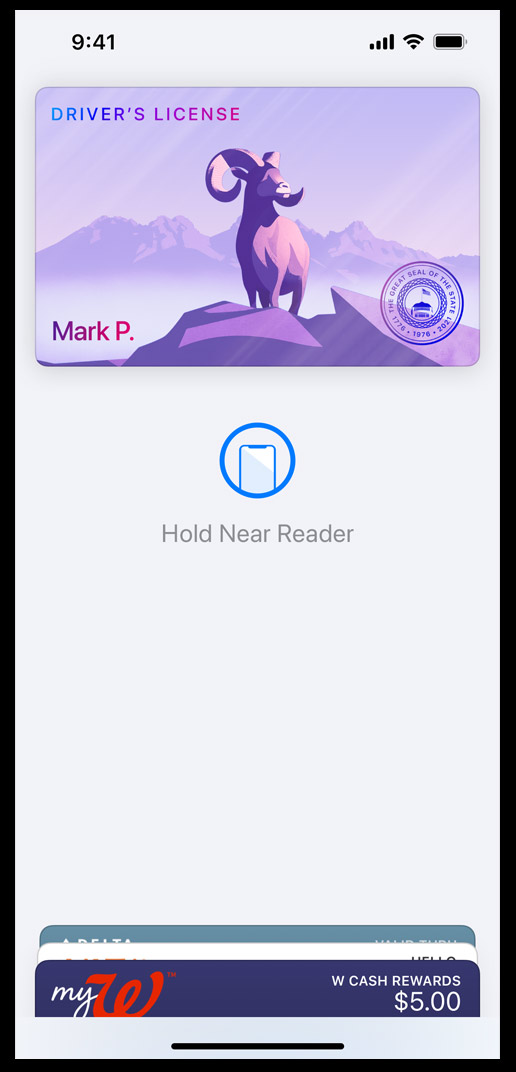 9:41
DRIVER’S LICENSE
THE GREAT SEAL OF THE STATE
1776 • 1976 • 2021
Mark P.
Hold Near Reader
DELTA VALID THRU
HELLO
myW™
W CASH REWARDS
$5.00